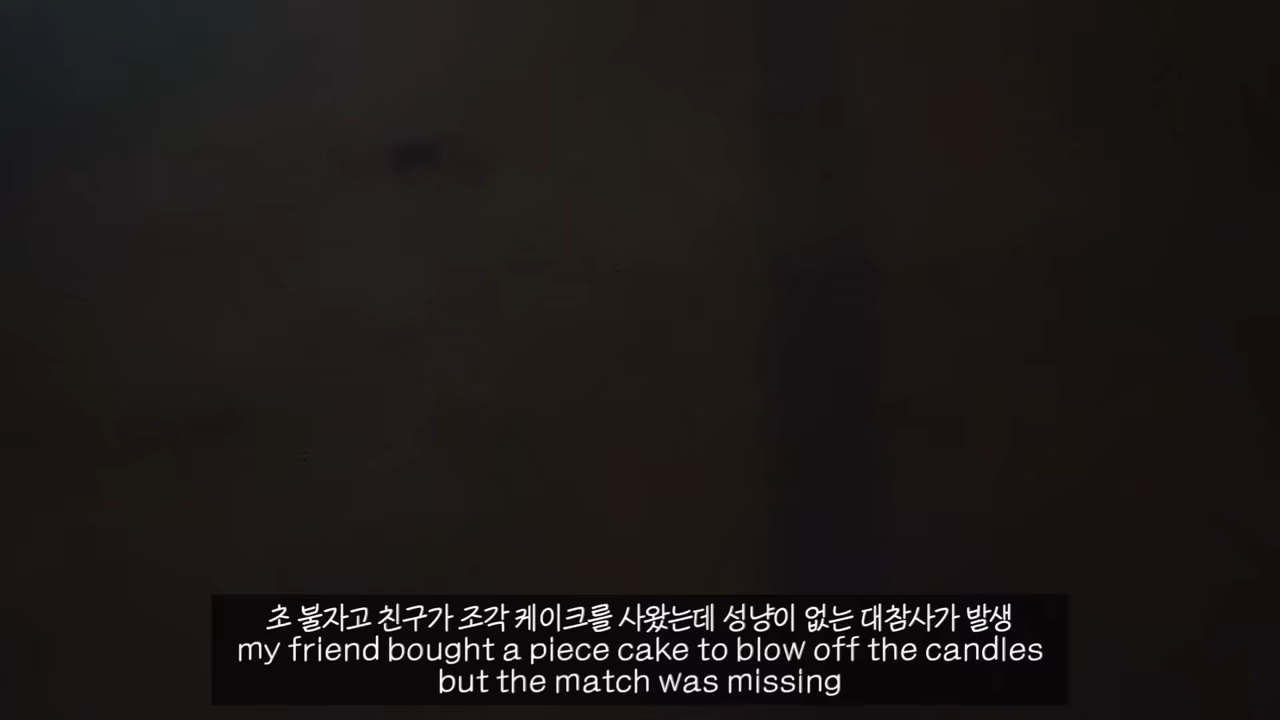 초 불자고 친구가 조각 케이크를 사왔는데 성냥이 없는 대참사가 발생
my friend bought a piece cake to blow off the candles
but the match was missing